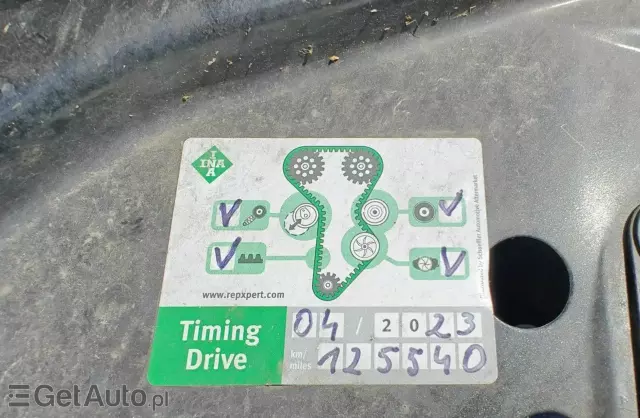 I
INA
A
www.repxpert.com
Timing
Drive
04 / 2023
km/
miles
125540
GetAuto.pl